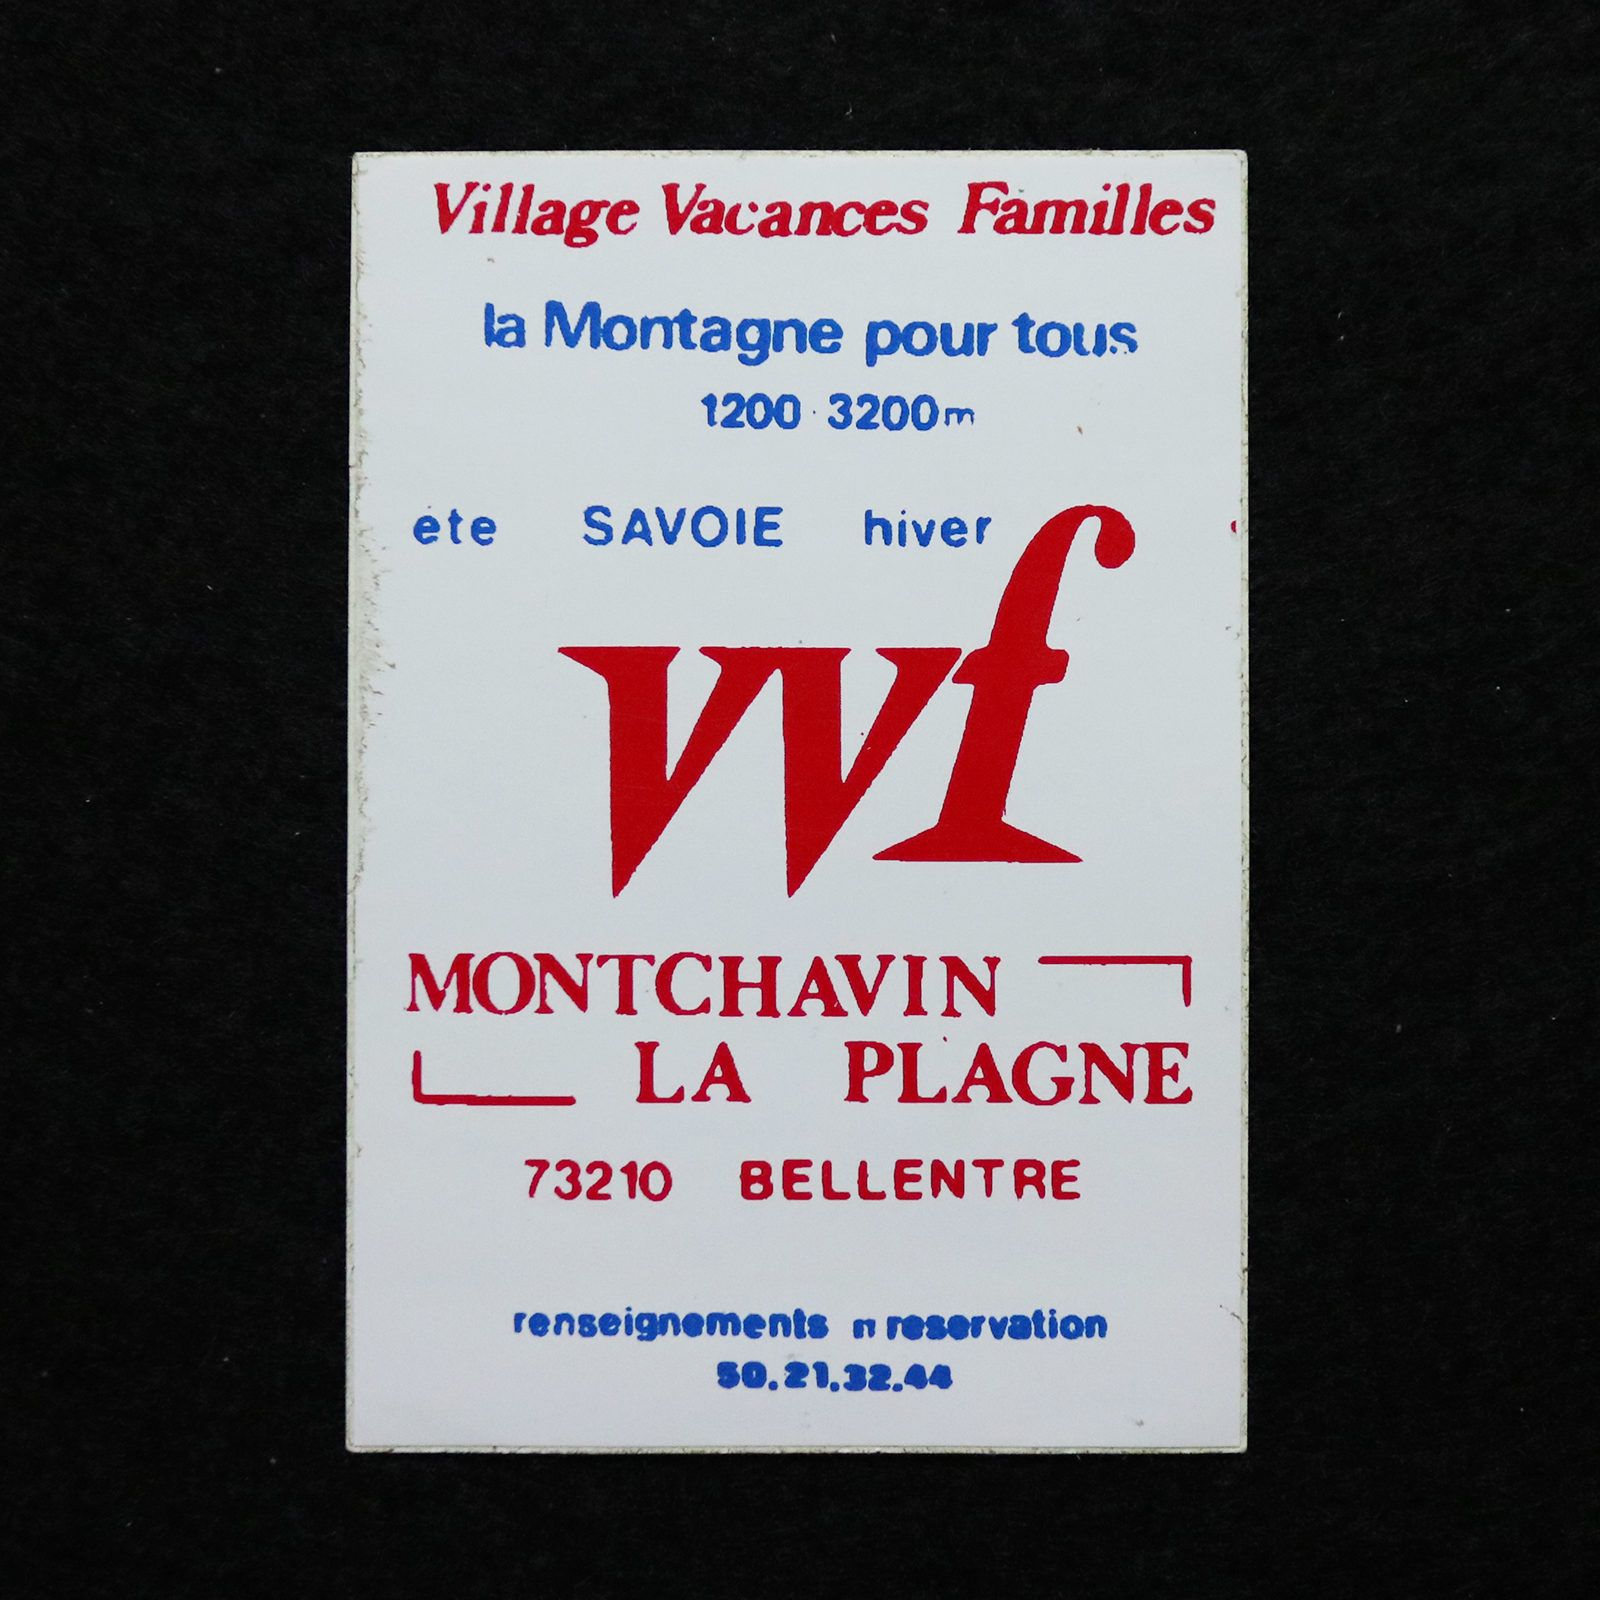 Village Vacances Familles
la Montagne pour tous
1200 3200m
ete SAVOIE hiver
vvf
MONTCHAVIN
LA PLAGNE
73210 BELLENTRE
renseignements n reservation
50.21.32.44